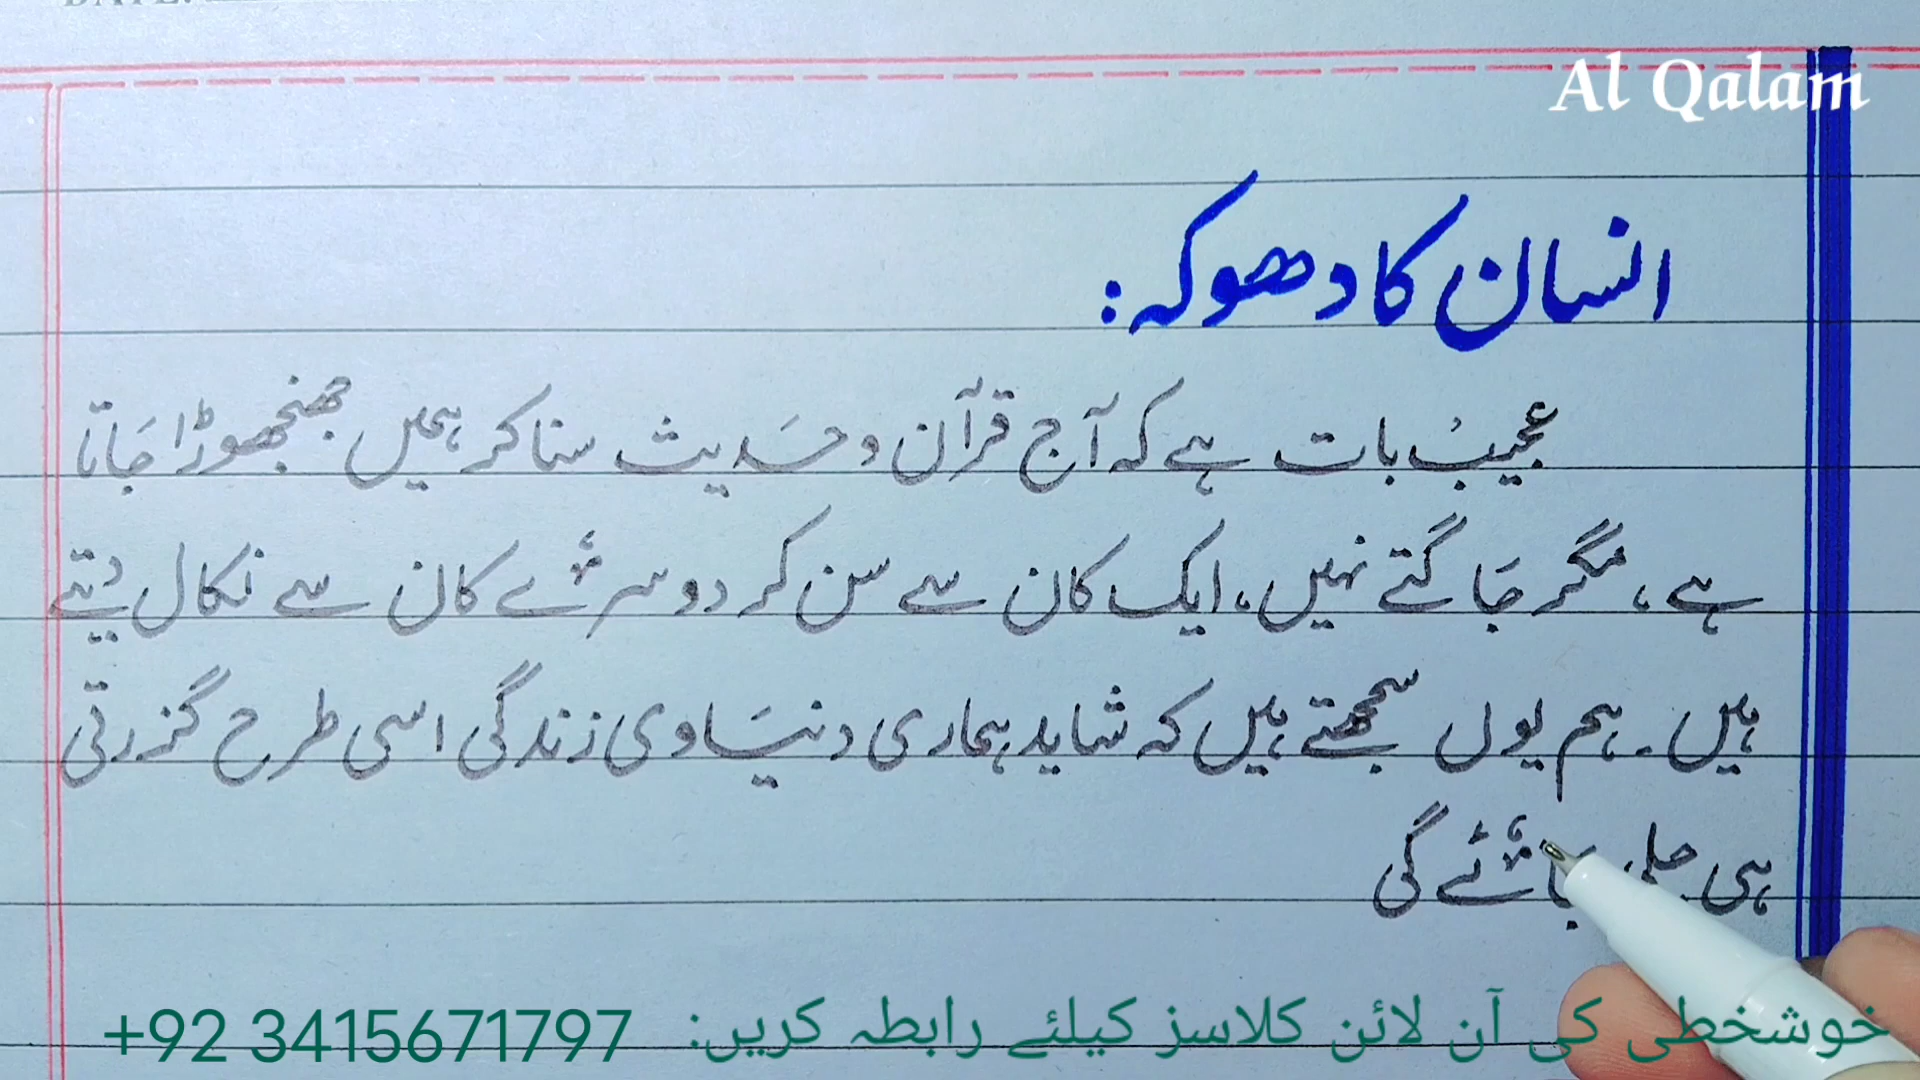 DATE:
Al Qalam
انسان کا دھوکہ:
عجیب بات ہے کہ آج قرآن و حدیث سنا کر ہمیں جھنجھوڑا جاتا
ہے، مگر جاگتے نہیں، ایک کان سے سن کر دوسرے کان سے نکال دیتے
ہیں۔ ہم یوں سمجھتے ہیں کہ شاید ہماری دنیاوی زندگی اسی طرح گزرتی
ہی چلی جائے گی
خوشخطی کی آن لائن کلاسز کیلئے رابطہ کریں: +92 3415671797